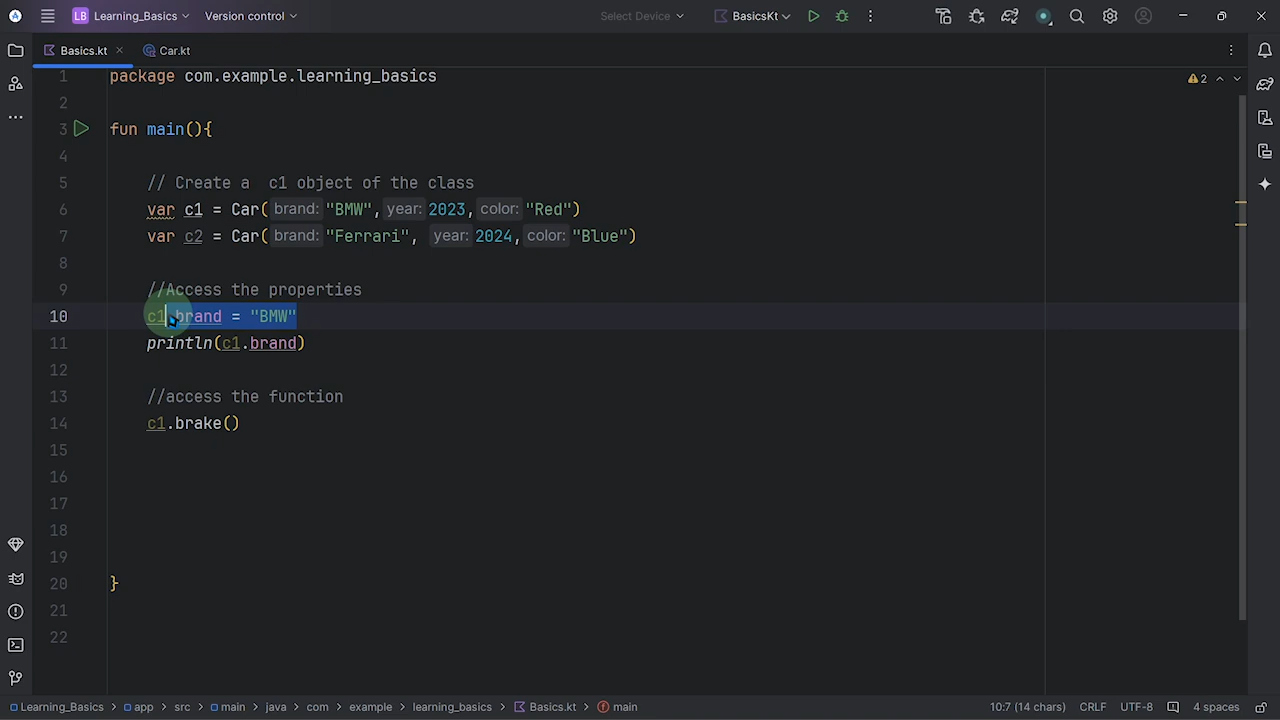 LB Learning_Basics Version control Select Device BasicsKt
Basics.kt Car.kt
1 package com.example.learning_basics 2
2
3 fun main(){
4
5 // Create a  c1 object of the class
6 var c1 = Car( brand: "BMW", year: 2023, color: "Red")
7 var c2 = Car( brand: "Ferrari", year: 2024, color: "Blue")
8
9 //Access the properties
10 c1.brand = "BMW"
11 println(c1.brand)
12
13 //access the function
14 c1.brake()
15
16
17
18
19
20 }
21
22
Learning_Basics > app > src > main > java > com > example > learning_basics > Basics.kt > main 10:7 (14 chars) CRLF UTF-8 4 spaces